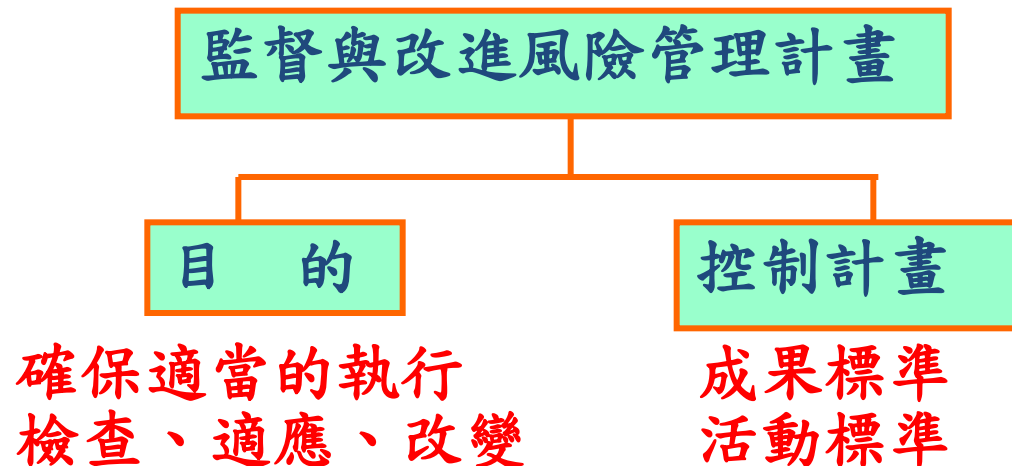 監督與改進風險管理計畫
目　的
控制計畫
確保適當的執行
檢查、適應、改變
成果標準
活動標準